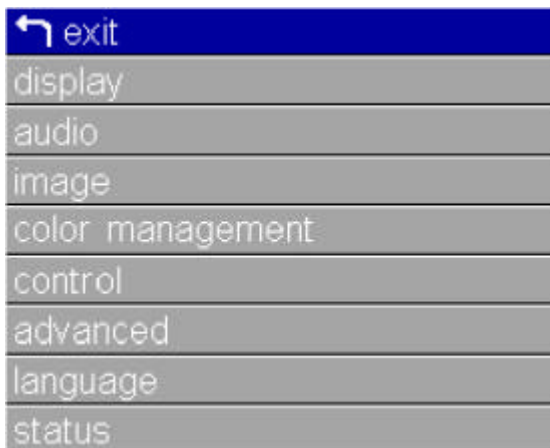 exit
display
audio
image
color management
control
advanced
language
status